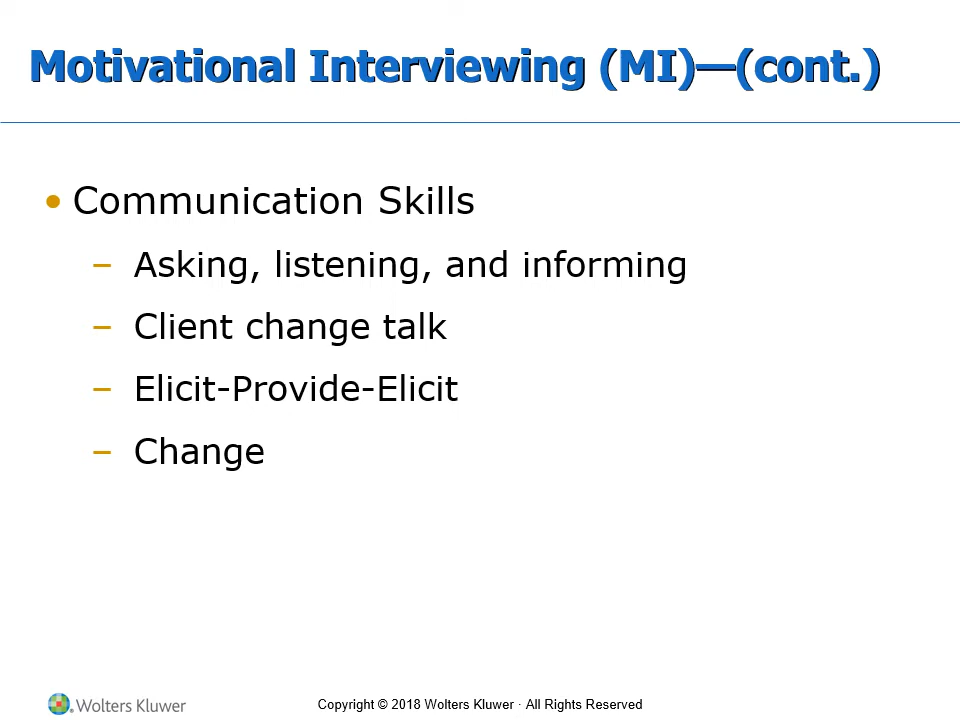 Motivational Interviewing (MI)—(cont.)
• Communication Skills
– Asking, listening, and informing
– Client change talk
– Elicit-Provide-Elicit
– Change
Wolters Kluwer
Copyright © 2018 Wolters Kluwer · All Rights Reserved